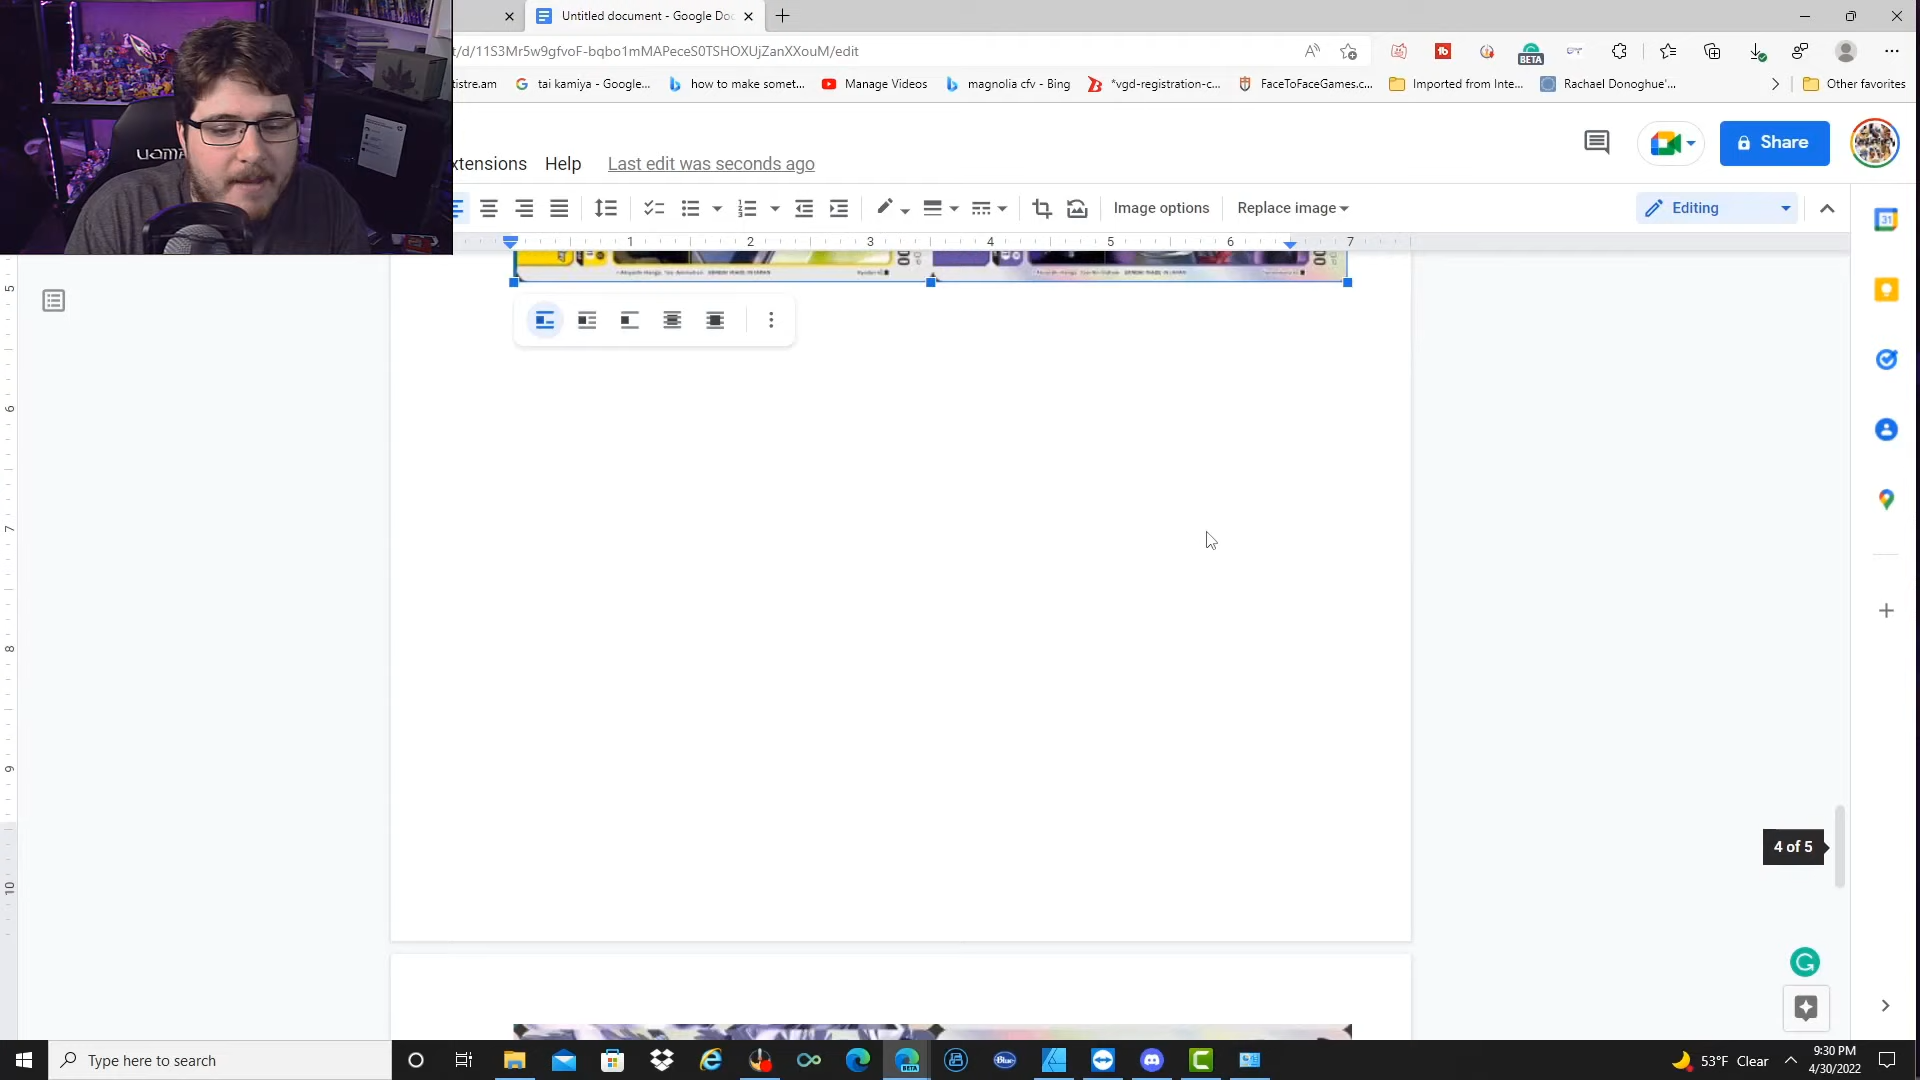 Untitled document - Google Doc
t/d/11S3Mr5w9gfvoF-bqbo1mMAPeceS0TSHOXUjZanXXouM/edit
BETA
tistre.am
tai kamiya - Google...
how to make somet...
Manage Videos
magnolia cfv - Bing
*vgd-registration-c...
FaceToFaceGames.c...
Imported from Inte...
Rachael Donoghue'...
Other favorites
xtensions
Help
Last edit was seconds ago
Share
Image options
Replace image
Editing
31
1 2 3 4 5 6 7
5
6
7
8
9
10
4 of 5
Type here to search
BETA
53°F Clear
9:30 PM
4/30/2022